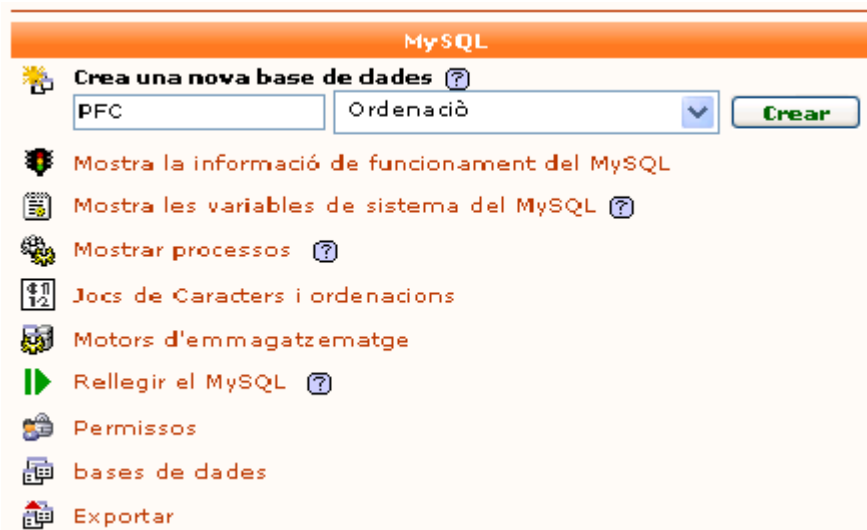 MySQL
Crea una nova base de dades ?
PFC Ordenaciò Crear
Mostra la informació de funcionament del MySQL
Mostra les variables de sistema del MySQL ?
Mostrar processos ?
Jocs de Caracters i ordenacions
Motors d'emmagatzematge
Rellegir el MySQL ?
Permissos
bases de dades
Exportar